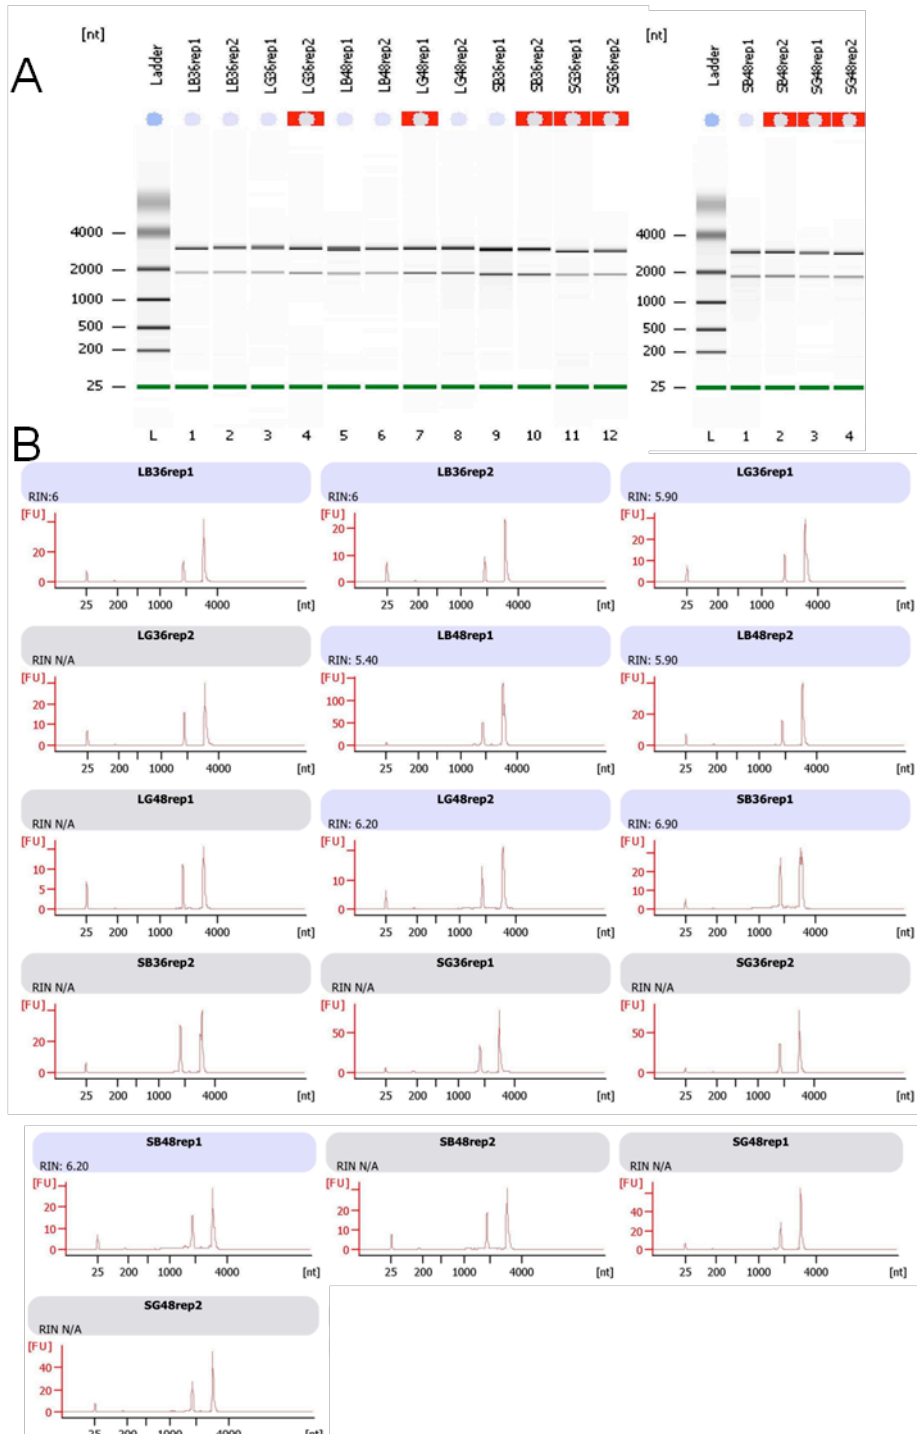 A
[nt]
Ladder
LB36rep1
LB36rep2
LG36rep1
LG36rep2
LB48rep1
LB48rep2
LG48rep1
LG48rep2
SB36rep1
SB36rep2
SG36rep1
SG36rep2
4000
2000
1000
500
200
25
L 1 2 3 4 5 6 7 8 9 10 11 12
[nt]
Ladder
SB48rep1
SB48rep2
SG48rep1
SG48rep2
4000
2000
1000
500
200
25
L 1 2 3 4
B
LB36rep1
RIN:6
[FU]
20
0
25 200 1000 4000 [nt]
LB36rep2
RIN:6
[FU]
20
10
0
25 200 1000 4000 [nt]
LG36rep1
RIN: 5.90
[FU]
20
10
0
25 200 1000 4000 [nt]
LG36rep2
RIN N/A
[FU]
20
10
0
25 200 1000 4000 [nt]
LB48rep1
RIN: 5.40
[FU]
100
50
0
25 200 1000 4000 [nt]
LB48rep2
RIN: 5.90
[FU]
20
0
25 200 1000 4000 [nt]
LG48rep1
RIN N/A
[FU]
10
5
0
25 200 1000 4000 [nt]
LG48rep2
RIN: 6.20
[FU]
10
0
25 200 1000 4000 [nt]
SB36rep1
RIN: 6.90
[FU]
20
10
0
25 200 1000 4000 [nt]
SB36rep2
RIN N/A
[FU]
20
0
25 200 1000 4000 [nt]
SG36rep1
RIN N/A
[FU]
50
0
25 200 1000 4000 [nt]
SG36rep2
RIN N/A
[FU]
50
0
25 200 1000 4000 [nt]
SB48rep1
RIN: 6.20
[FU]
20
10
0
25 200 1000 4000 [nt]
SB48rep2
RIN N/A
[FU]
20
10
0
25 200 1000 4000 [nt]
SG48rep1
RIN N/A
[FU]
40
20
0
25 200 1000 4000 [nt]
SG48rep2
RIN N/A
[FU]
40
20
0
25 200 1000 4000 [nt]